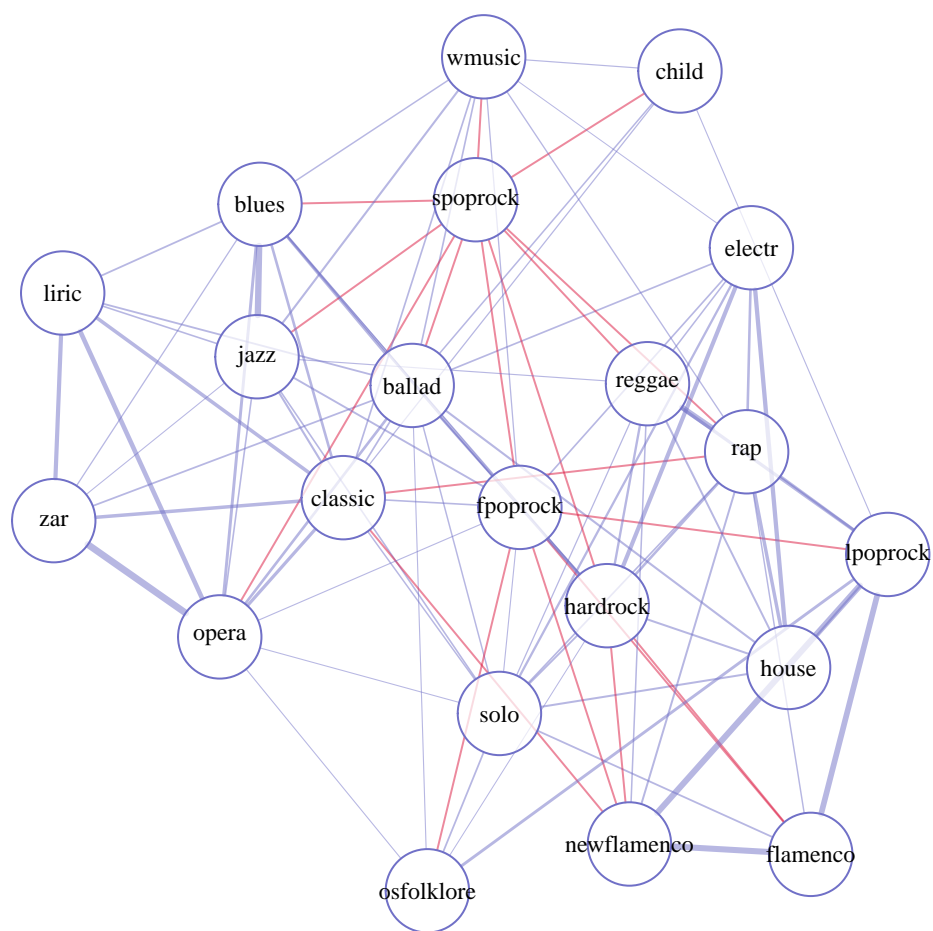 wmusic
child
spoprock
blues
electr
liric
jazz
ballad
reggae
rap
classic
fpoprock
zar
lpoprock
hardrock
opera
house
solo
newflamenco
flamenco
osfolklore